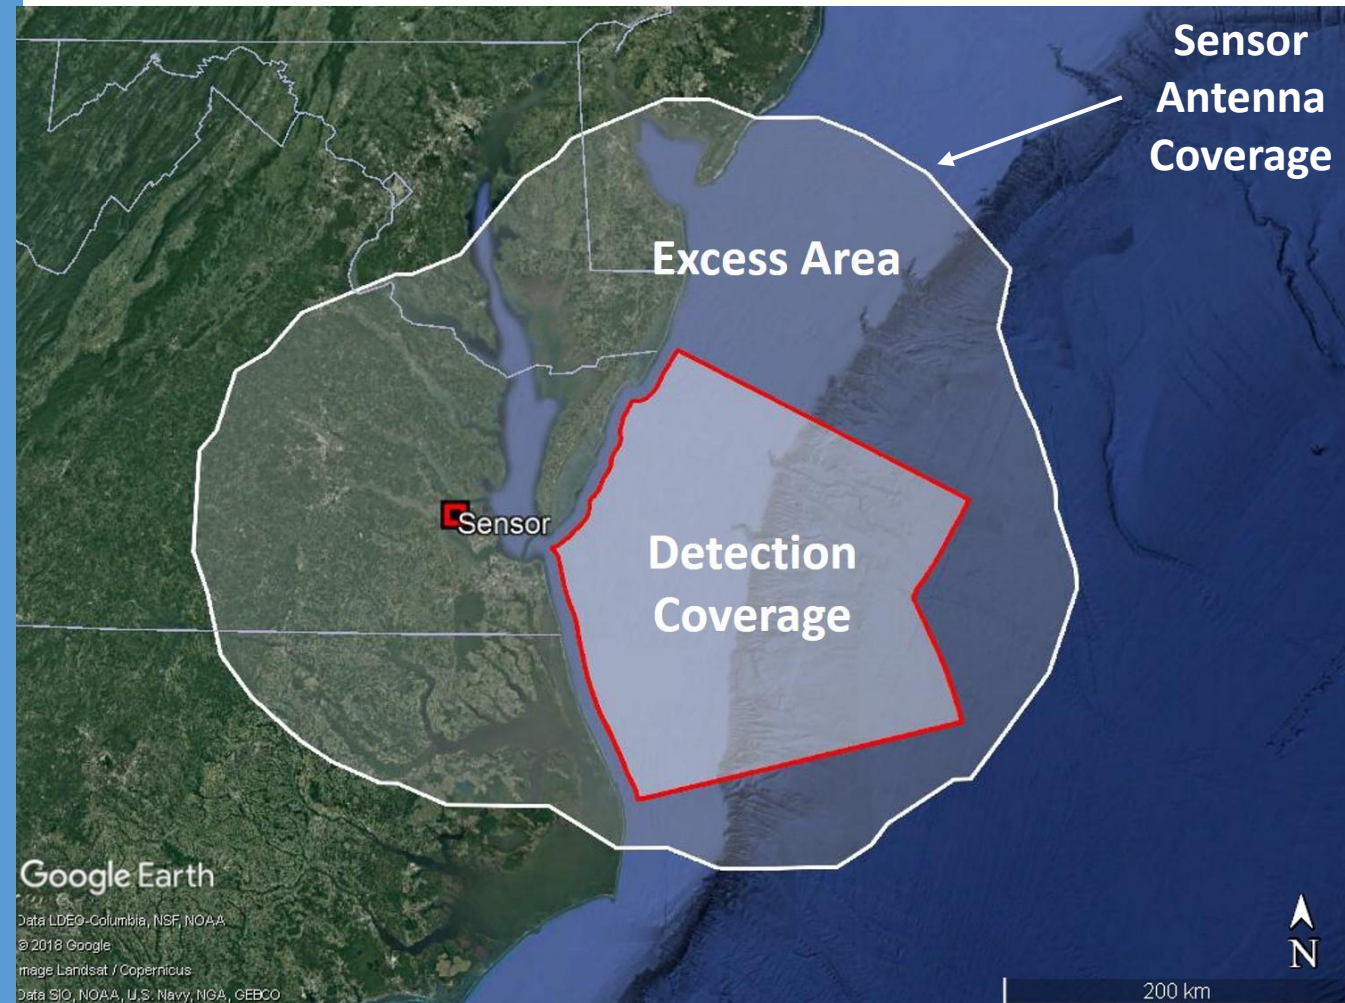 Sensor
Antenna
Coverage
Excess Area
Sensor
Detection
Coverage
Google Earth
Data LDEO-Columbia, NSF, NOAA
© 2018 Google
mage Landsat / Copernicus
Data SIO, NOAA, U.S. Navy, NGA, GEBCO
N
200 km